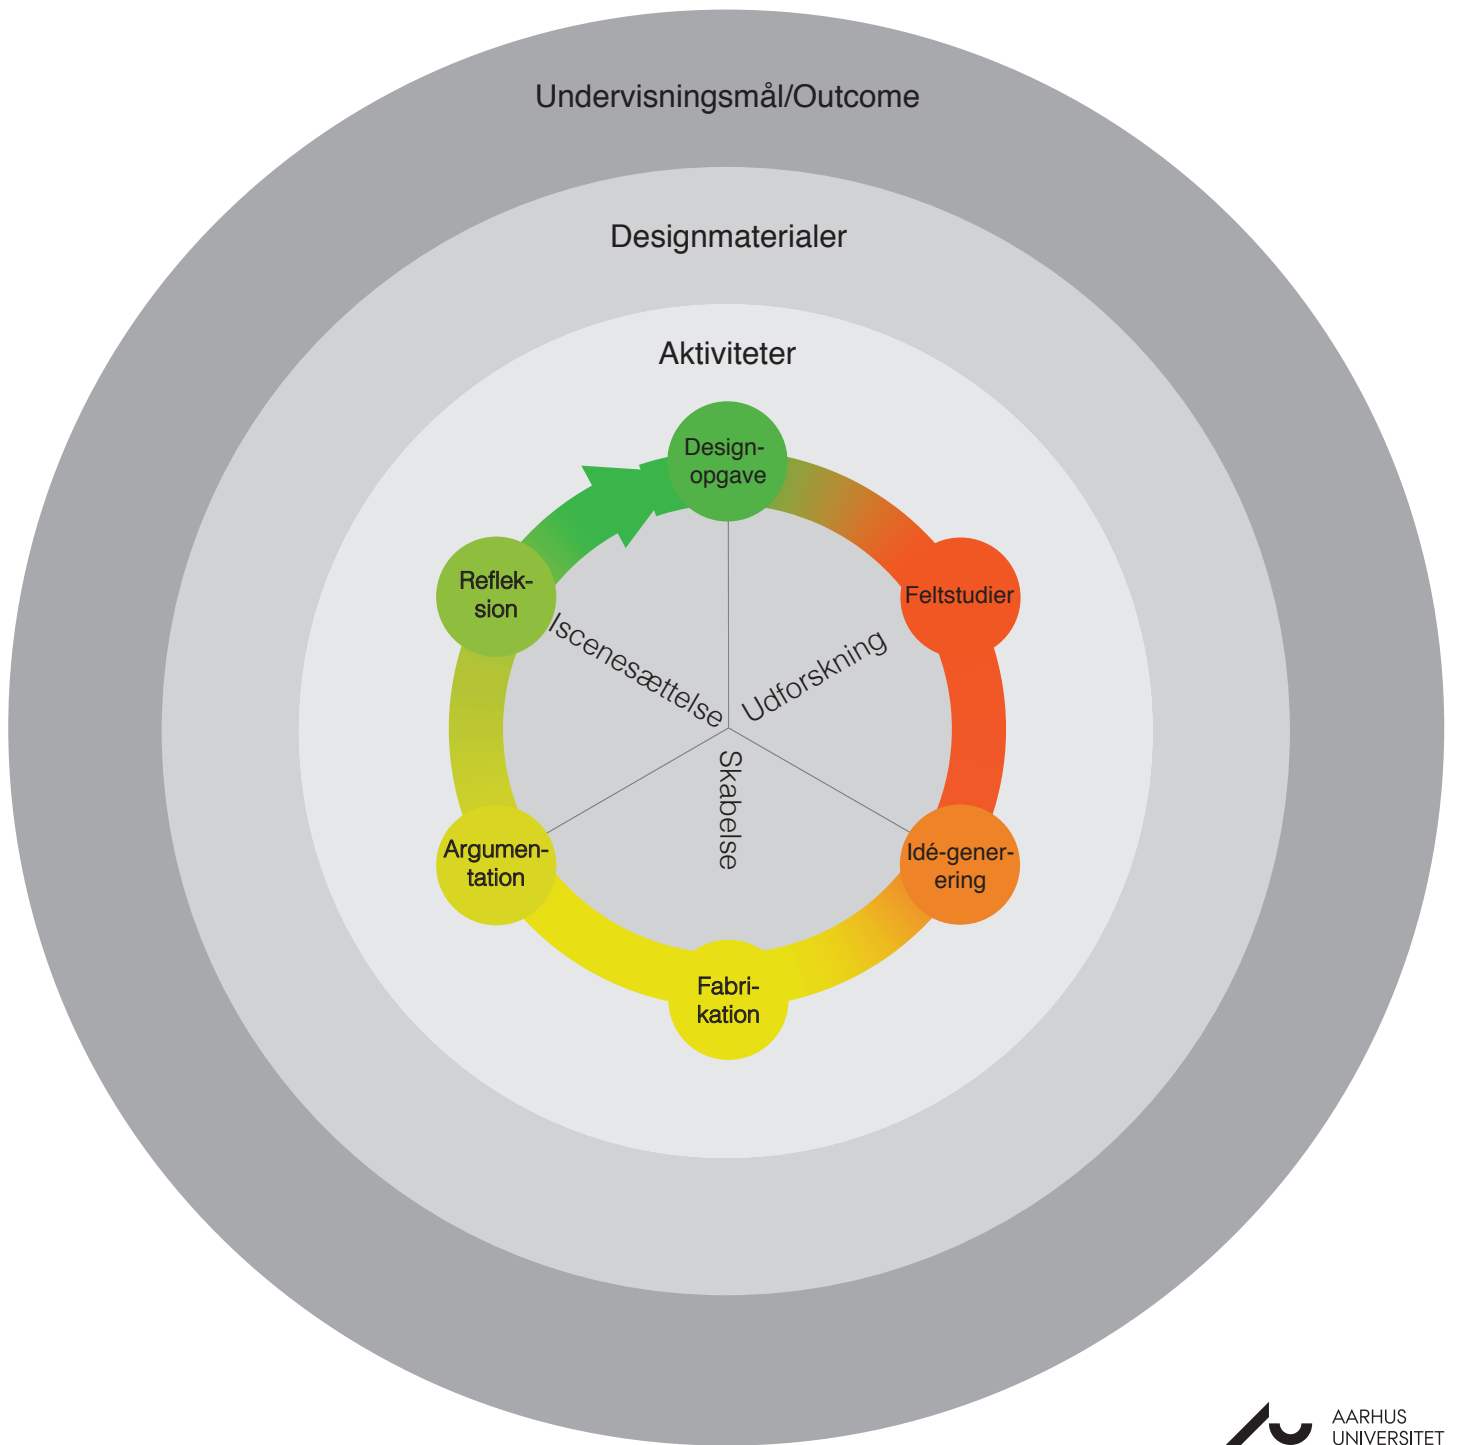 Undervisningsmål/Outcome
Designmaterialer
Aktiviteter
Design-
opgave
Reflek-
sion
Feltstudier
Iscenesættelse
Udforskning
Skabelse
Argumen-
tation
Idé-gener-
ering
Fabri-
kation
AARHUS
UNIVERSITET